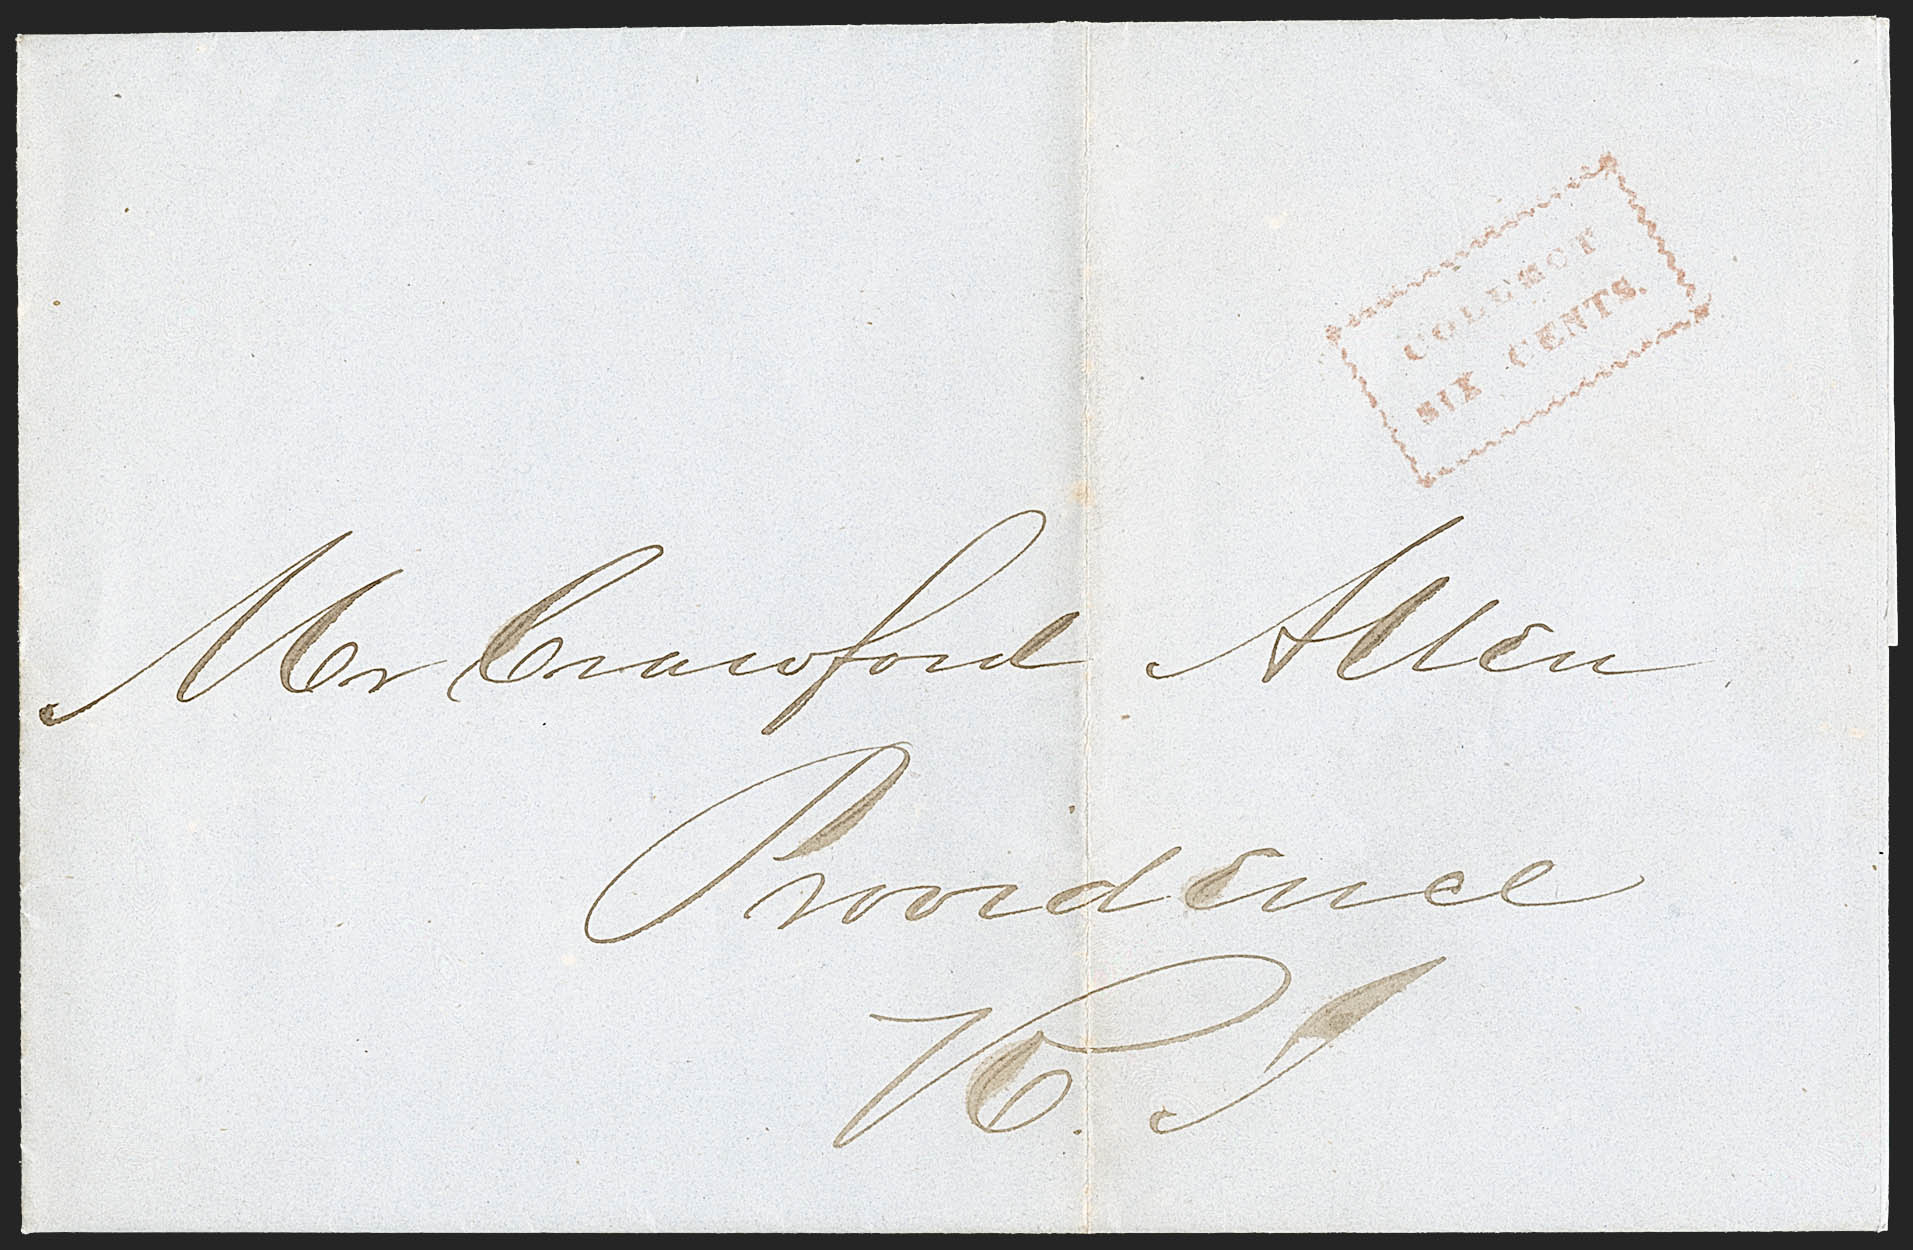 COLLECT
SIX CENTS.
Mr Crawford Allen
Providence
R. I